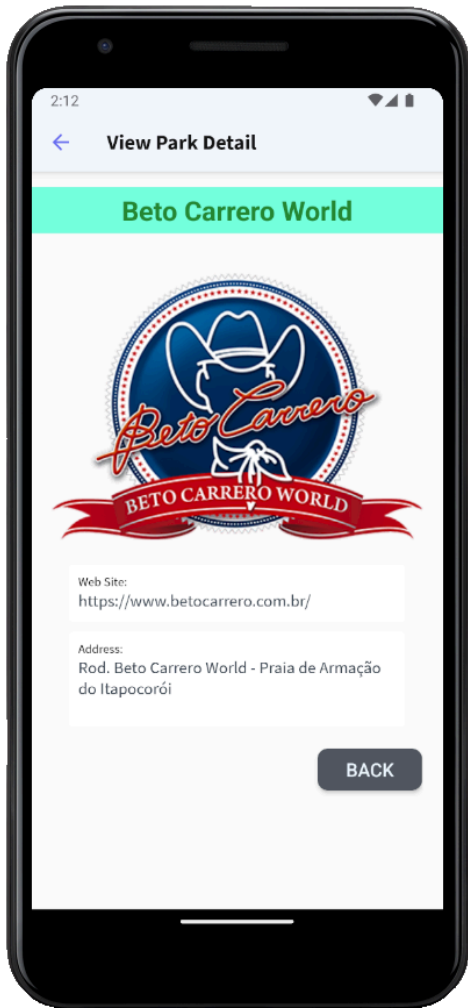 2:12
View Park Detail
Beto Carrero World
Beto Carrero
BETO CARRERO WORLD
Web Site:
https://www.betocarrero.com.br/
Address:
Rod. Beto Carrero World - Praia de Armação
do Itapocorói
BACK